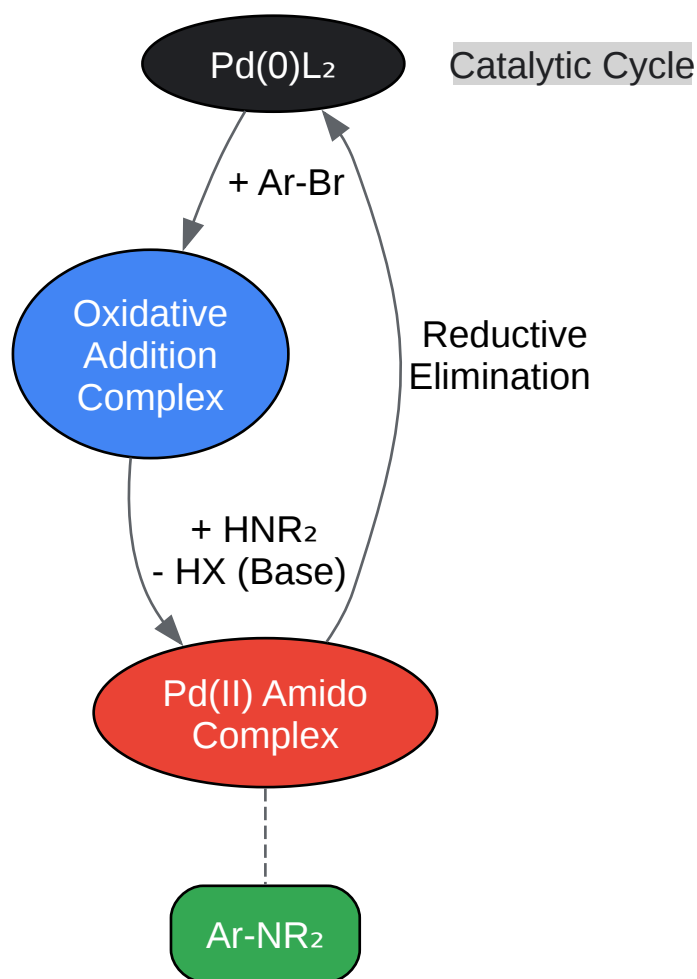 Pd(0)L₂
Catalytic Cycle
+ Ar-Br
Oxidative
Addition
Complex
Reductive
Elimination
+ HNR₂
- HX (Base)
Pd(II) Amido
Complex
Ar-NR₂